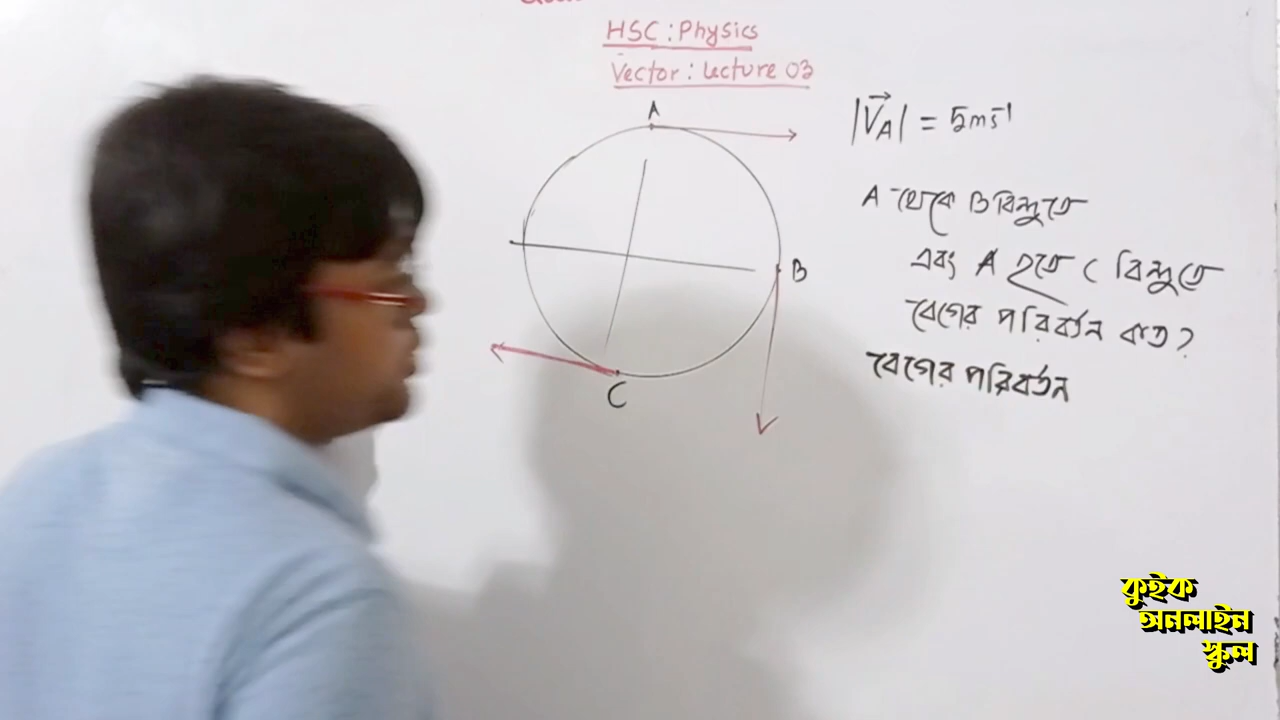 HSC : Physics
Vector : Lecture 03
A
B
C
|V⃗A| = 5ms⁻¹
A থেকে B বিন্দুতে
এবং A হতে C বিন্দুতে
বেগের পরিবর্তন কত?
বেগের পরিবর্তন
কুইক
অনলাইন
স্কুল